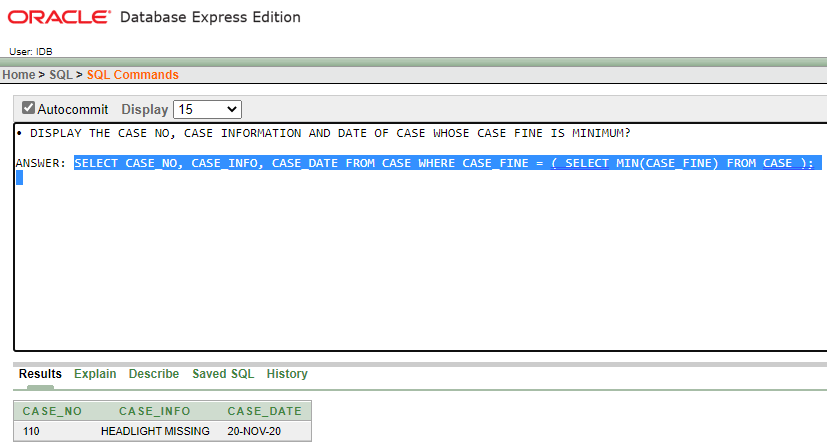 ORACLE® Database Express Edition
User: IDB
Home > SQL > SQL Commands
Autocommit Display 15
• DISPLAY THE CASE NO, CASE INFORMATION AND DATE OF CASE WHOSE CASE FINE IS MINIMUM?
ANSWER: SELECT CASE_NO, CASE_INFO, CASE_DATE FROM CASE WHERE CASE_FINE = ( SELECT MIN(CASE_FINE) FROM CASE );
Results Explain Describe Saved SQL History
CASE_NO CASE_INFO CASE_DATE
110 HEADLIGHT MISSING 20-NOV-20